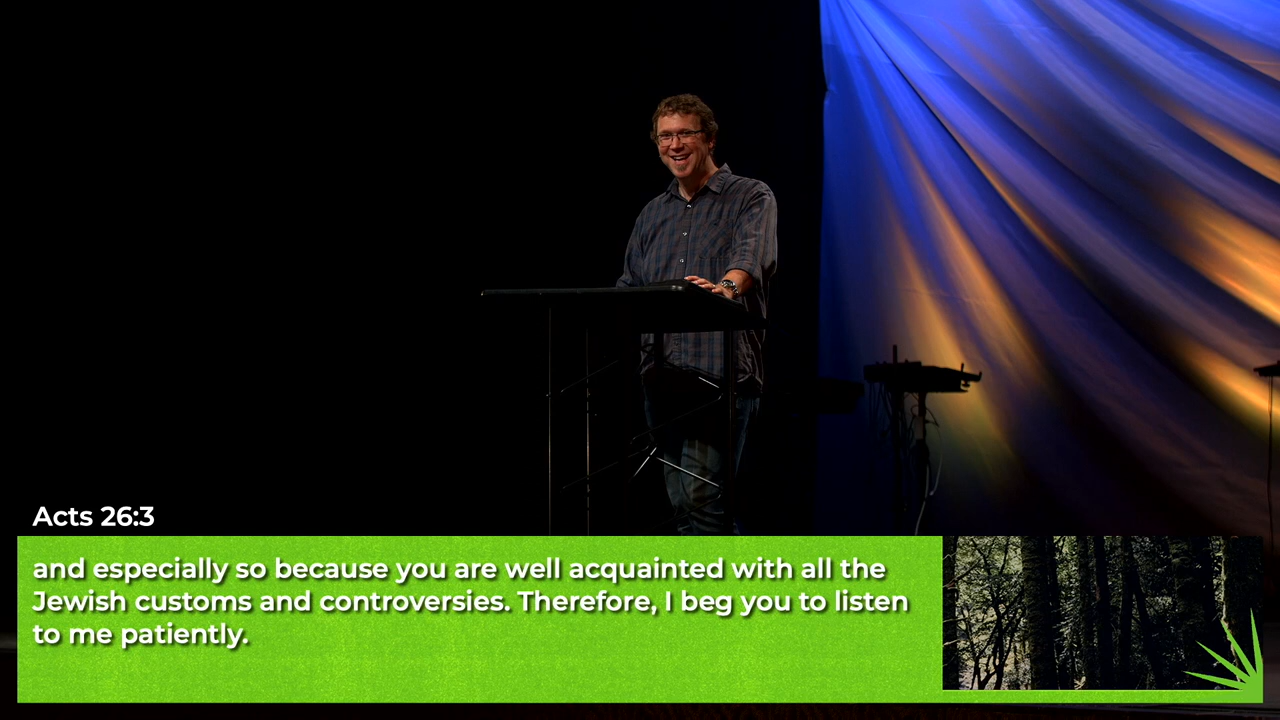 Acts 26:3
and especially so because you are well acquainted with all the
Jewish customs and controversies. Therefore, I beg you to listen
to me patiently.